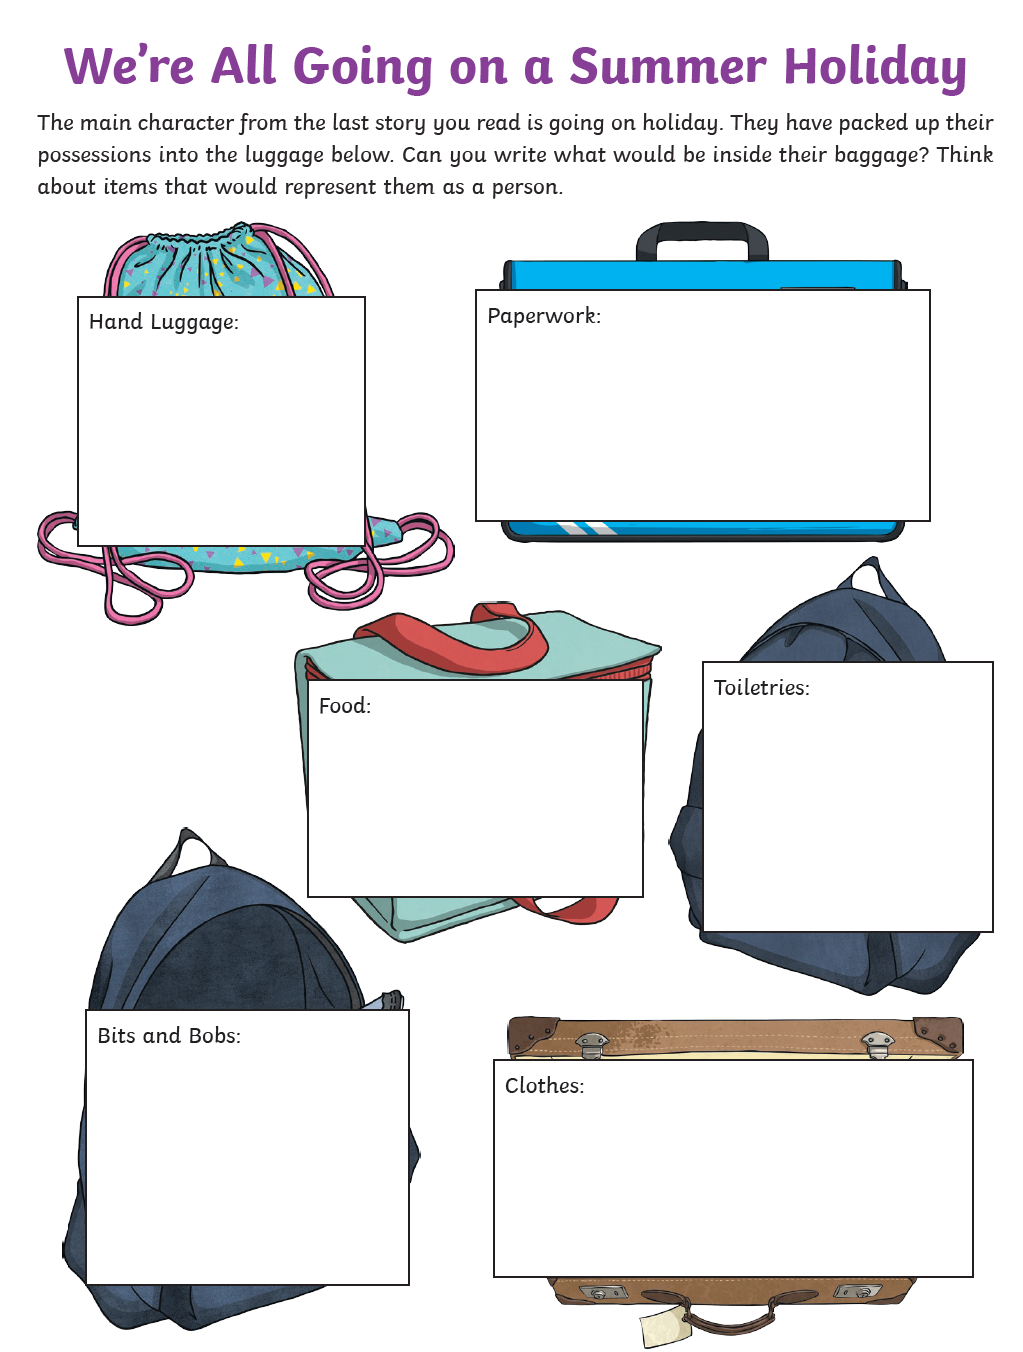 We’re All Going on a Summer Holiday
The main character from the last story you read is going on holiday. They have packed up their
possessions into the luggage below. Can you write what would be inside their baggage? Think
about items that would represent them as a person.
Hand Luggage:
Paperwork:
Food:
Toiletries:
Bits and Bobs:
Clothes: